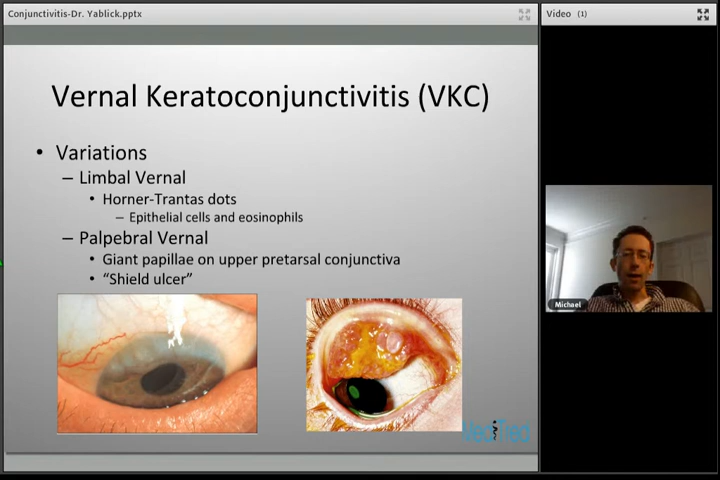 Conjunctivitis-Dr. Yablick.pptx
Video (1)
Vernal Keratoconjunctivitis (VKC)
• Variations
– Limbal Vernal
• Horner-Trantas dots
– Epithelial cells and eosinophils
– Palpebral Vernal
• Giant papillae on upper pretarsal conjunctiva
• “Shield ulcer”
Michael